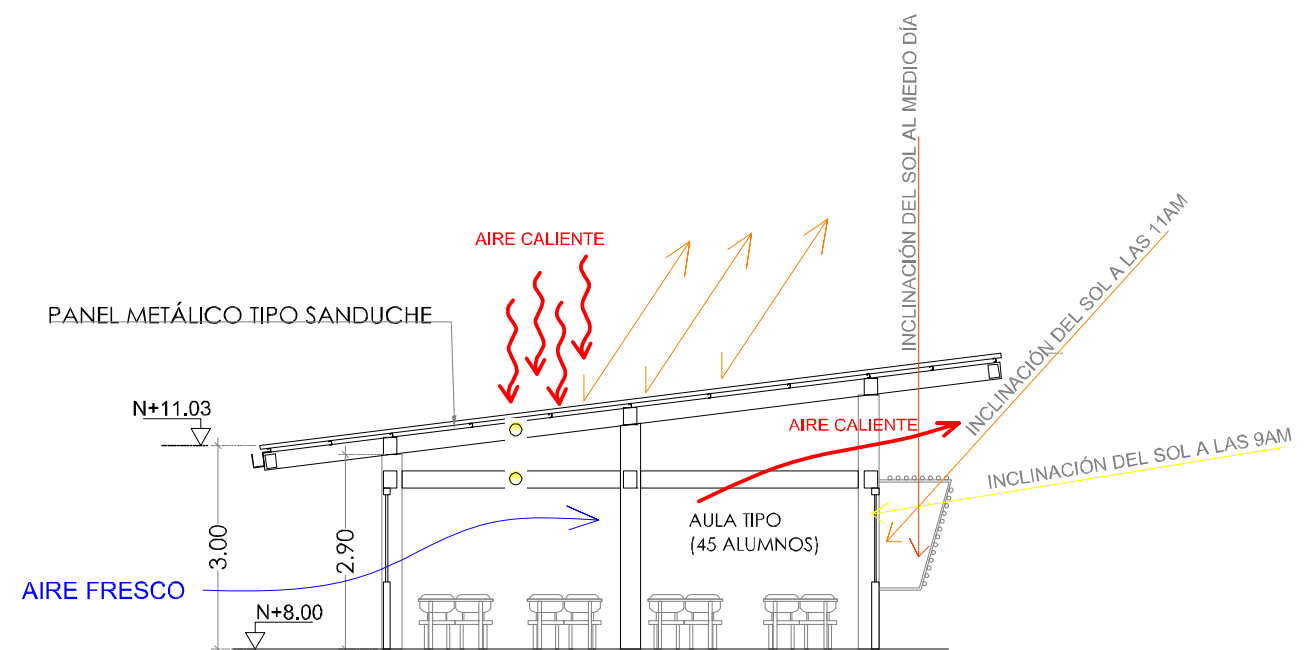 INCLINACIÓN DEL SOL AL MEDIO DÍA
INCLINACIÓN DEL SOL A LAS 11AM
AIRE CALIENTE
PANEL METÁLICO TIPO SANDUCHE
N+11.03
AIRE CALIENTE
INCLINACIÓN DEL SOL A LAS 9AM
3.00
2.90
AULA TIPO
(45 ALUMNOS)
AIRE FRESCO
N+8.00